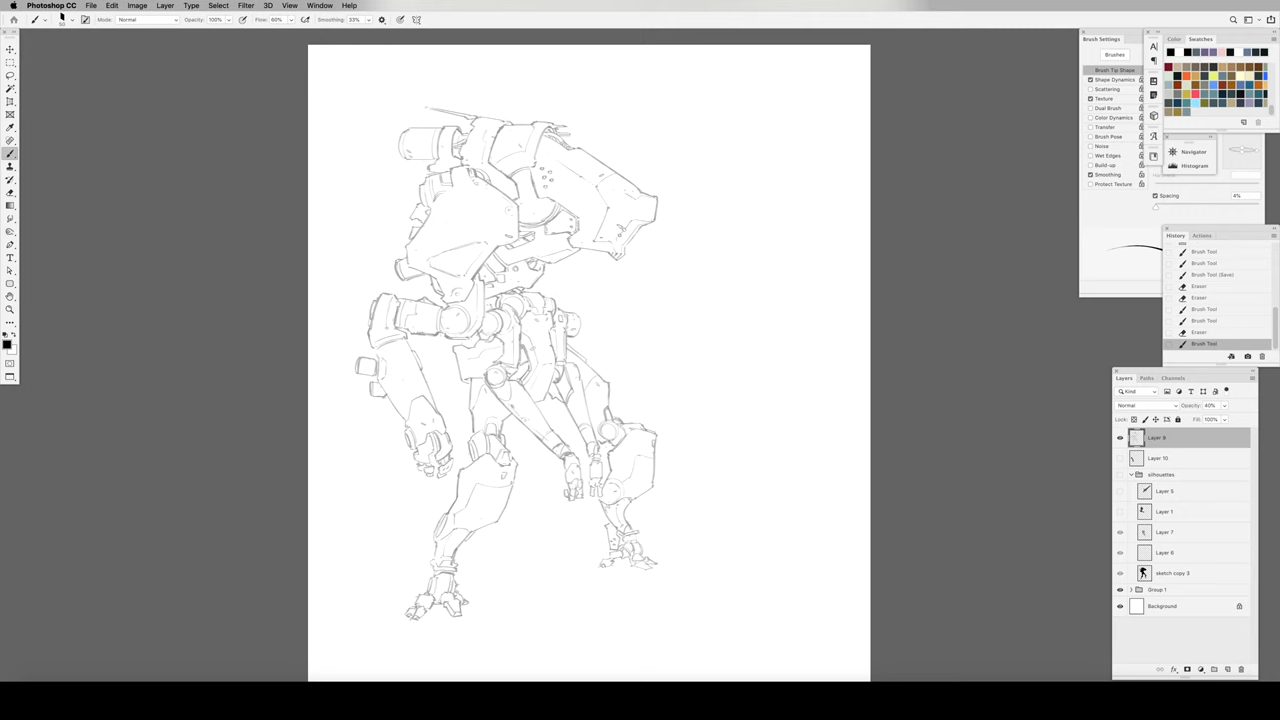 Photoshop CC File Edit Image Layer Type Select Filter 3D View Window Help
50 Mode: Normal Opacity: 100% Flow: 60% Smoothing: 33%
Brush Settings
Brushes
Brush Tip Shape
Shape Dynamics
Scattering
Texture
Dual Brush
Color Dynamics
Transfer
Brush Pose
Noise
Wet Edges
Build-up
Smoothing
Protect Texture
Spacing 4%
Color Swatches
Navigator
Histogram
History Actions
Brush Tool
Brush Tool
Brush Tool (Save)
Eraser
Eraser
Brush Tool
Brush Tool
Eraser
Brush Tool
Layers Paths Channels
Kind
Normal Opacity: 40%
Lock: Fill: 100%
Layer 9
Layer 10
silhouettes
Layer 1
Layer 7
Layer 6
sketch copy 3
Group 1
Background